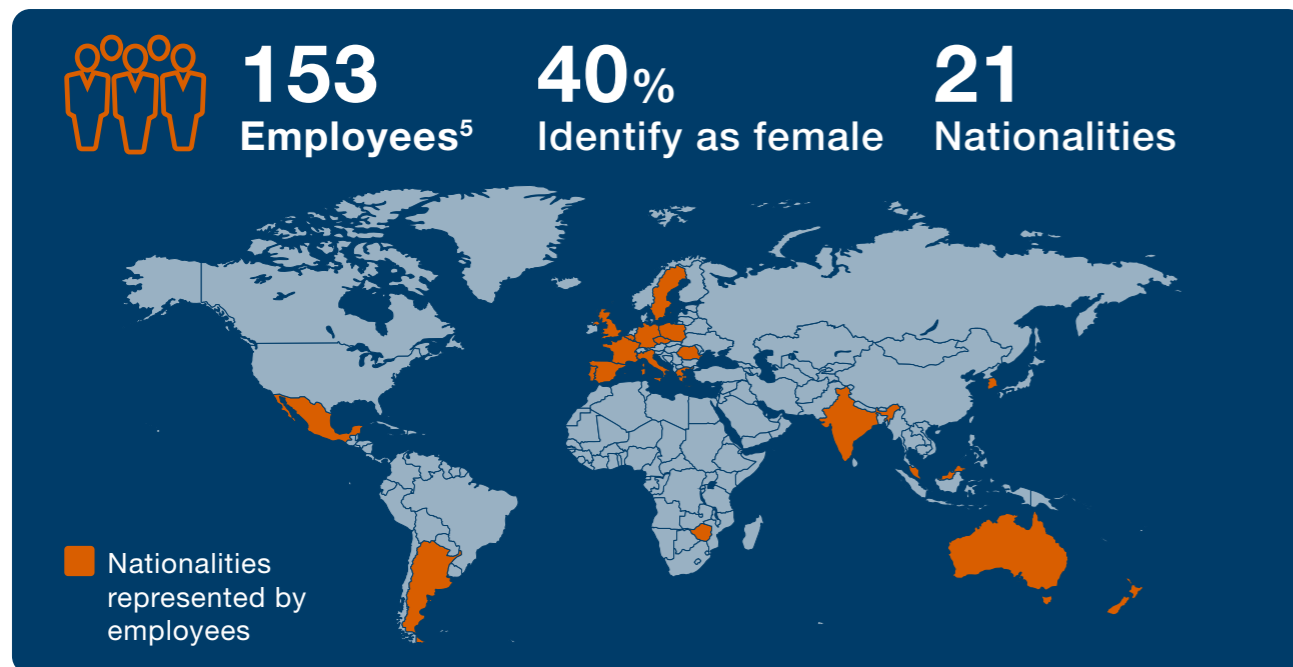 153
Employees⁵
40%
Identify as female
21
Nationalities
Nationalities
represented by
employees